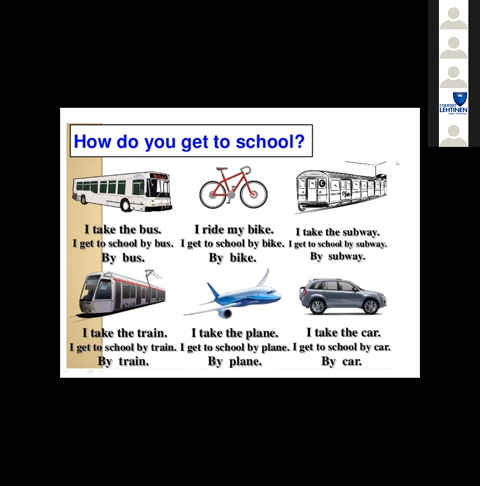 How do you get to school?
I take the bus.
I get to school by bus.
By bus.
I ride my bike.
I get to school by bike.
By bike.
I take the subway.
I get to school by subway.
By subway.
I take the train.
I get to school by train.
By train.
I take the plane.
I get to school by plane.
By plane.
I take the car.
I get to school by car.
By car.
COLEGIO
LEHTINEN